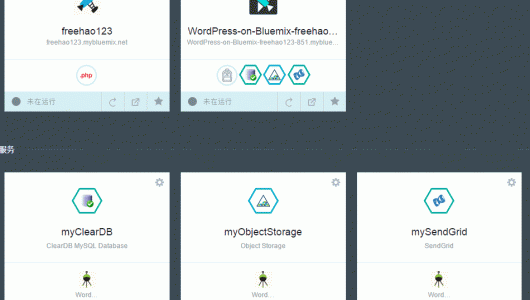 freehao123
freehao123.mybluemix.net
.php
未在运行
WordPress-on-Bluemix-freehao...
WordPress-on-Bluemix-freehao123-851.myblue...
未在运行
服务
myClearDB
ClearDB MySQL Database
Word...
myObjectStorage
Object Storage
Word...
mySendGrid
SendGrid
Word...